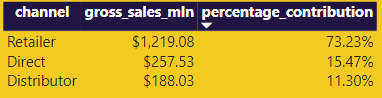 channel gross_sales_mln percentage_contribution
Retailer $1,219.08 73.23%
Direct $257.53 15.47%
Distributor $188.03 11.30%